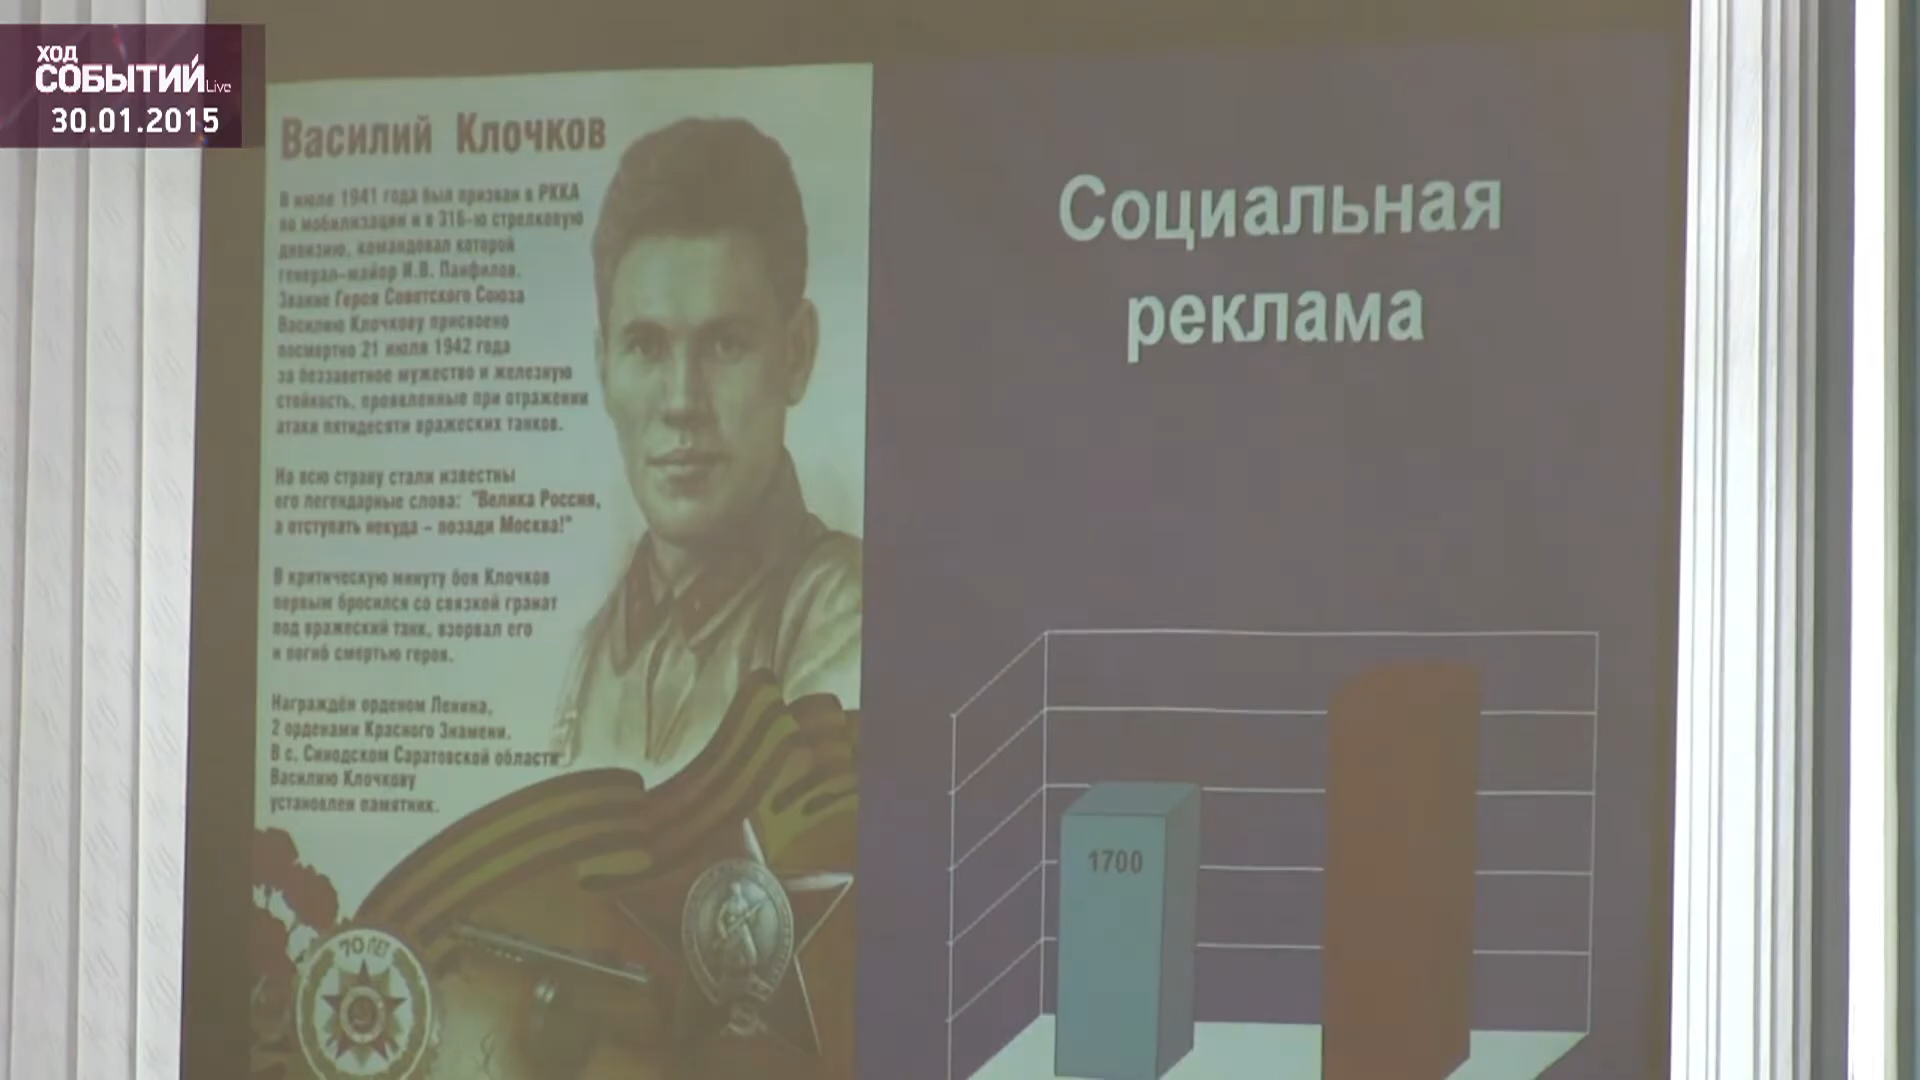 ХОД
СОБЫТИЙ Live
30.01.2015
Василий Клочков
В июле 1941 года был призван в РККА
по мобилизации и в 316-ю стрелковую
дивизию, командовал которой
генерал-майор И.В. Панфилов.
Звание Героя Советского Союза
Василию Клочкову присвоено
посмертно 21 июля 1942 года
за беззаветное мужество и железную
стойкость, проявленные при отражении
атаки пятидесяти вражеских танков.
На всю страну стали известны
его легендарные слова: "Велика Россия,
а отступать некуда - позади Москва!"
В критическую минуту боя Клочков
первым бросился со связкой гранат
под вражеский танк, взорвал его
и погиб смертью героя.
Награждён орденом Ленина,
2 орденами Красного Знамени.
В с. Синодском Саратовской области
Василию Клочкову
установлен памятник.
70 ЛЕТ
Социальная
реклама
1700